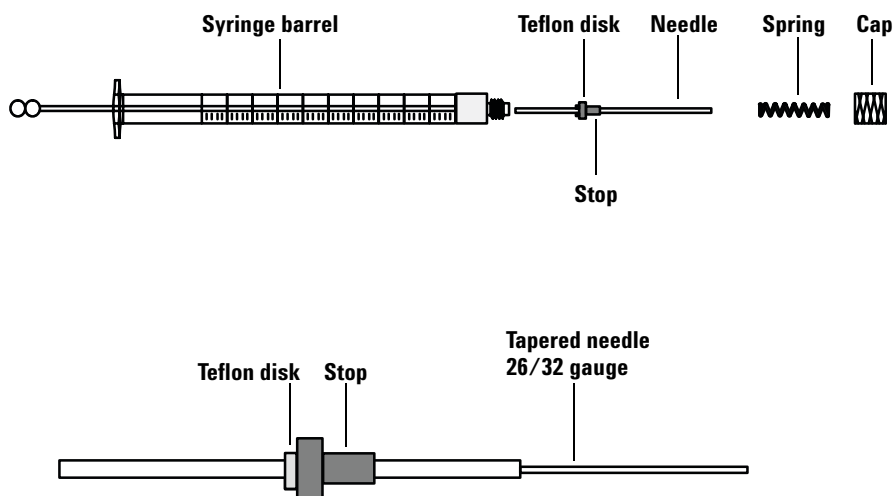 Syringe barrel
Teflon disk
Needle
Spring
Cap
Stop
Tapered needle
26/32 gauge
Teflon disk
Stop